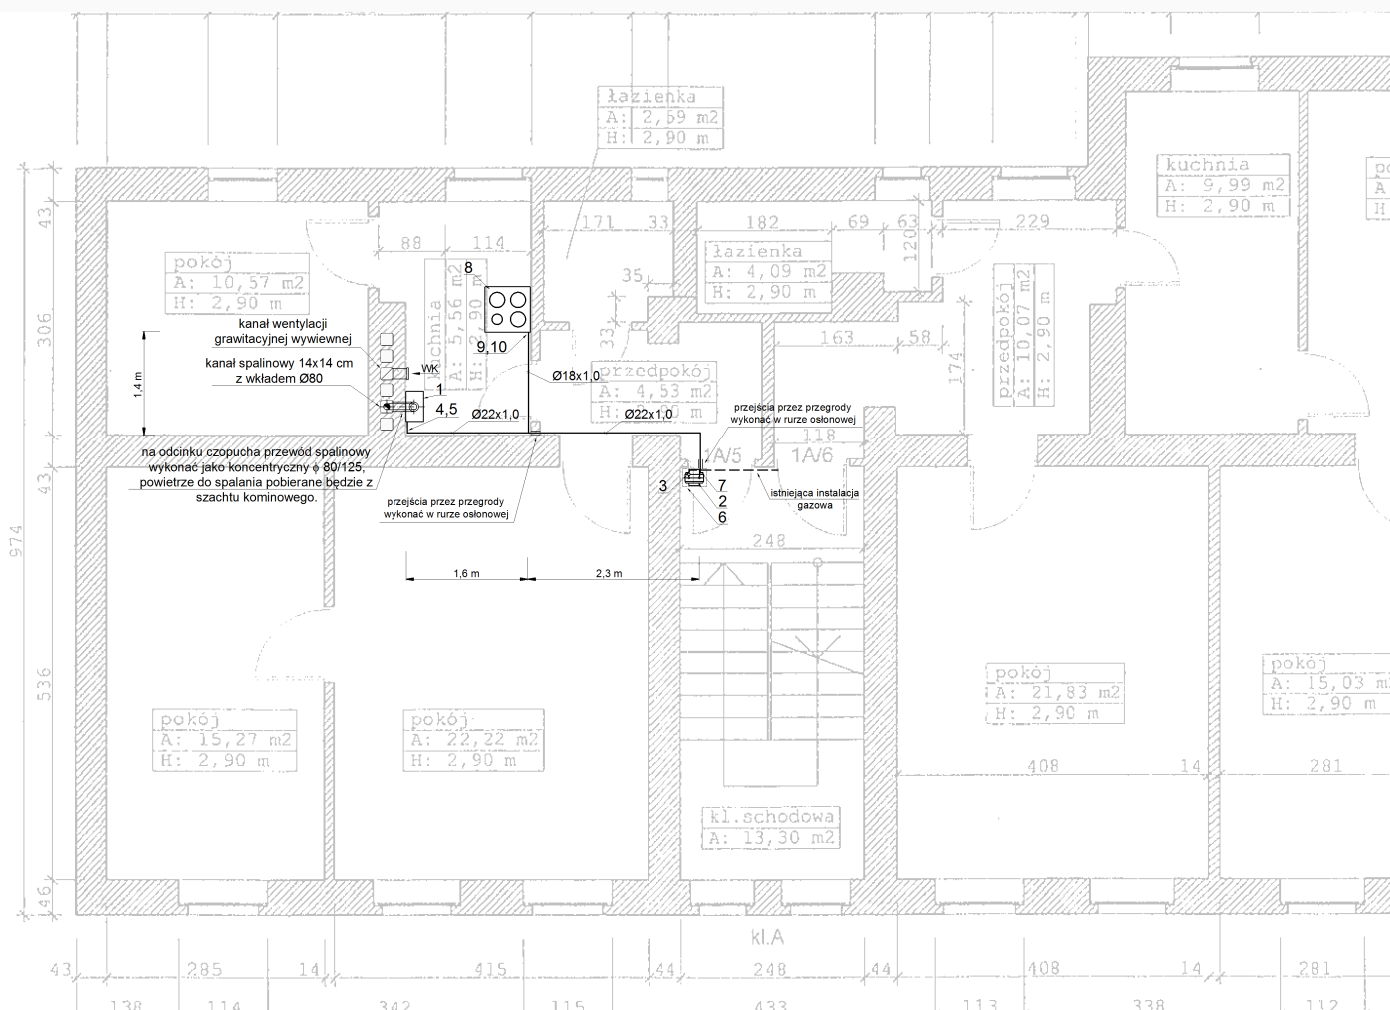 łazienka
A: 2,59 m2
H: 2,90 m
kuchnia
A: 9,99 m2
H: 2,90 m
A
H
43
171
33
182
69
63
120
229
88
114
łazienka
A: 4,09 m2
H: 2,90 m
pokój
A: 10,57 m2
H: 2,90 m
kuchnia
A: 5,56 m2
H: 2,90 m
8
35
33
przedpokój
A: 10,07 m2
H: 2,90 m
306
kanał wentylacji
grawitacyjnej wywiewnej
kanał spalinowy 14x14 cm
z wkładem Ø80
1,4 m
WK
1
4,5
9,10
Ø18x1,0
Ø22x1,0
Ø22x1,0
przedpokój
A: 4,53 m2
H: 2,90 m
163
58
174
przejścia przez przegrody
wykonać w rurze osłonowej
118
1A/5
1A/6
na odcinku czopucha przewód spalinowy
wykonać jako koncentryczny ϕ 80/125,
powietrze do spalania pobierane będzie z
szachtu kominowego.
43
przejścia przez przegrody
wykonać w rurze osłonowej
3
7
2
6
istniejąca instalacja
gazowa
974
248
1,6 m
2,3 m
536
pokój
A: 15,27 m2
H: 2,90 m
pokój
A: 22,22 m2
H: 2,90 m
pokój
A: 21,83 m2
H: 2,90 m
pokój
A: 15,03 m2
H: 2,90 m
408
14
281
kl.schodowa
A: 13,30 m2
46
kl.A
43
285
14
415
44
248
44
408
14
281
138
114
342
115
433
113
338
112